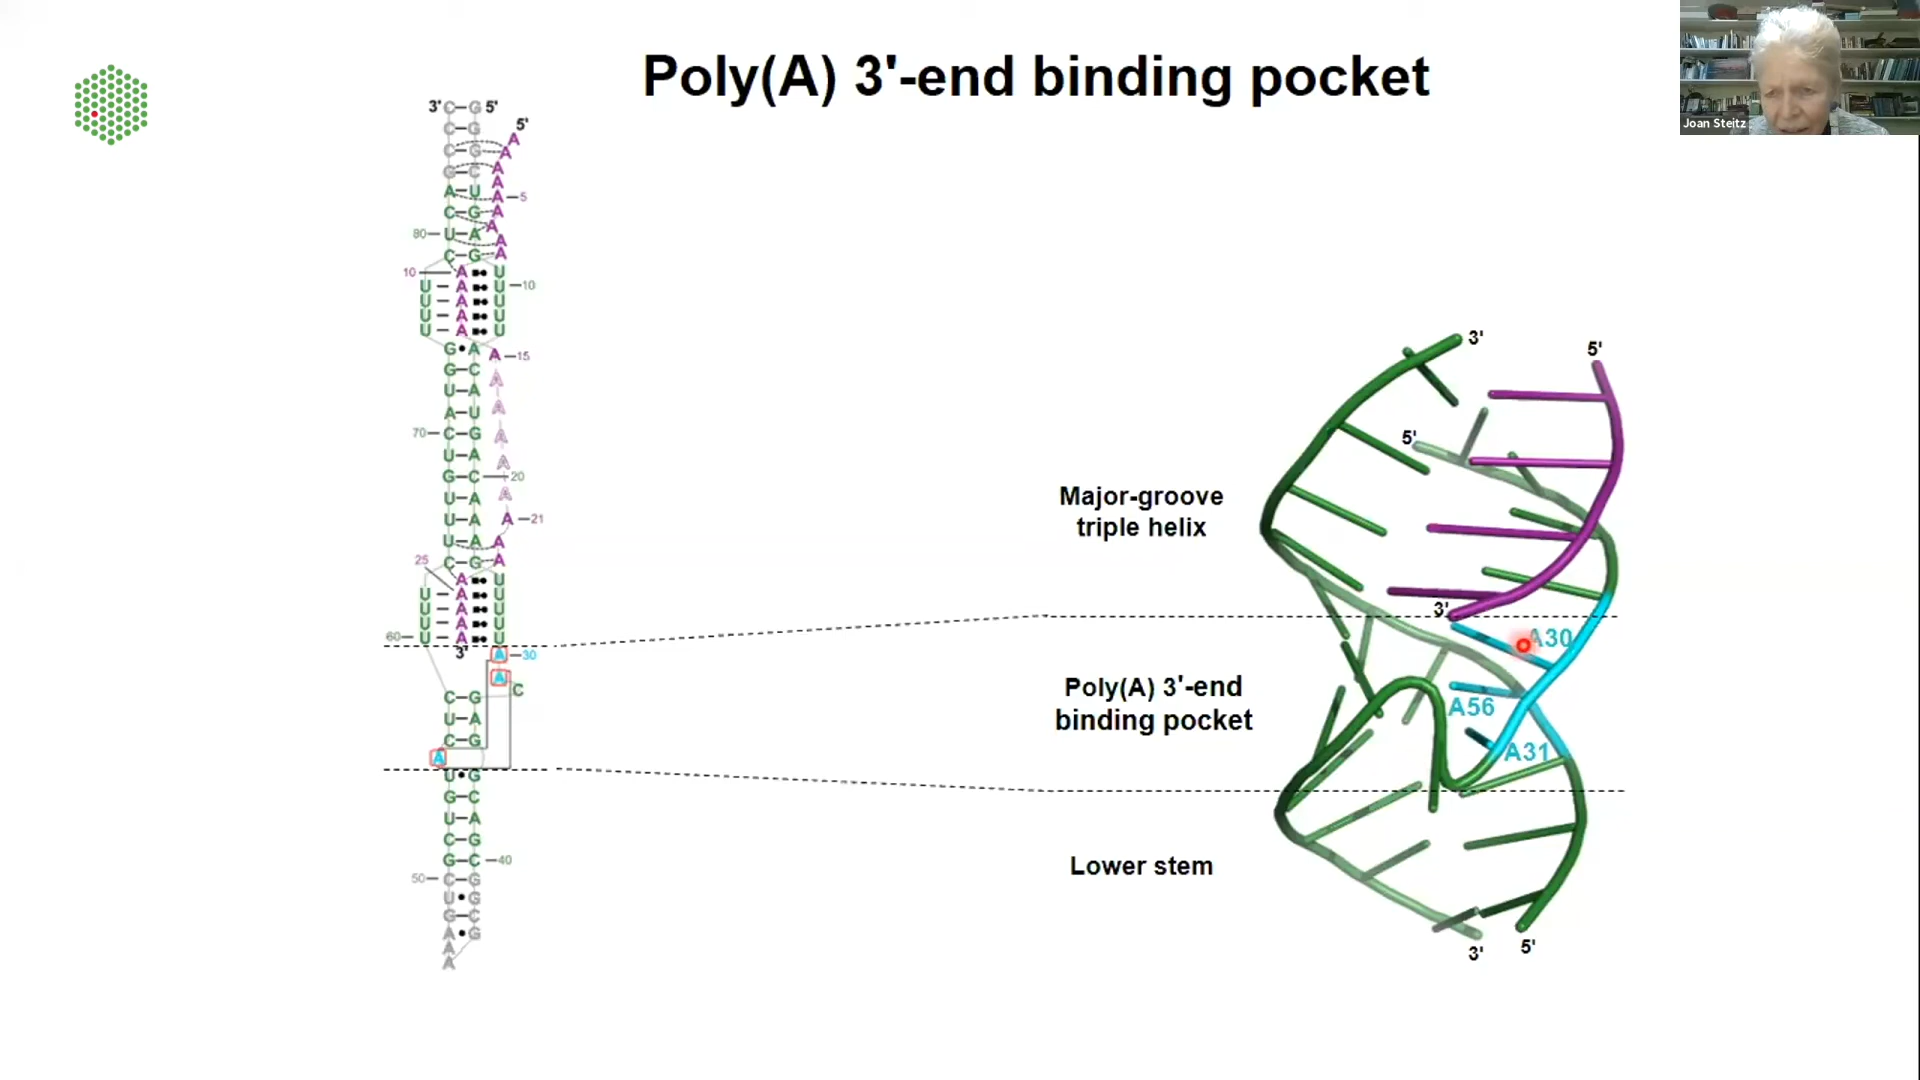 Poly(A) 3'-end binding pocket
Joan Steitz
3' C G 5'
C G
C G
G C
5'
A
A
A
A
A
A
A
A
A
A U
C G
80 U A
C G
5
10 A U
U A U 10
U A U
U A U
U A U
G A A 15
G C A
U A A
A U A
70 C G A
U A A
G C 20
U A A
U A A 21
U A A
C G A
25 A U
U A U
U A U
U A U
60 U A U
3' A 30
A C
C G
U A
C G
A
U G
G C
U A
C G
G C 40
50 C G
U G
G C
A G
A
A
Major-groove
triple helix
Poly(A) 3'-end
binding pocket
Lower stem
3'
5'
5'
3'
A30
A56
A31
3'
5'